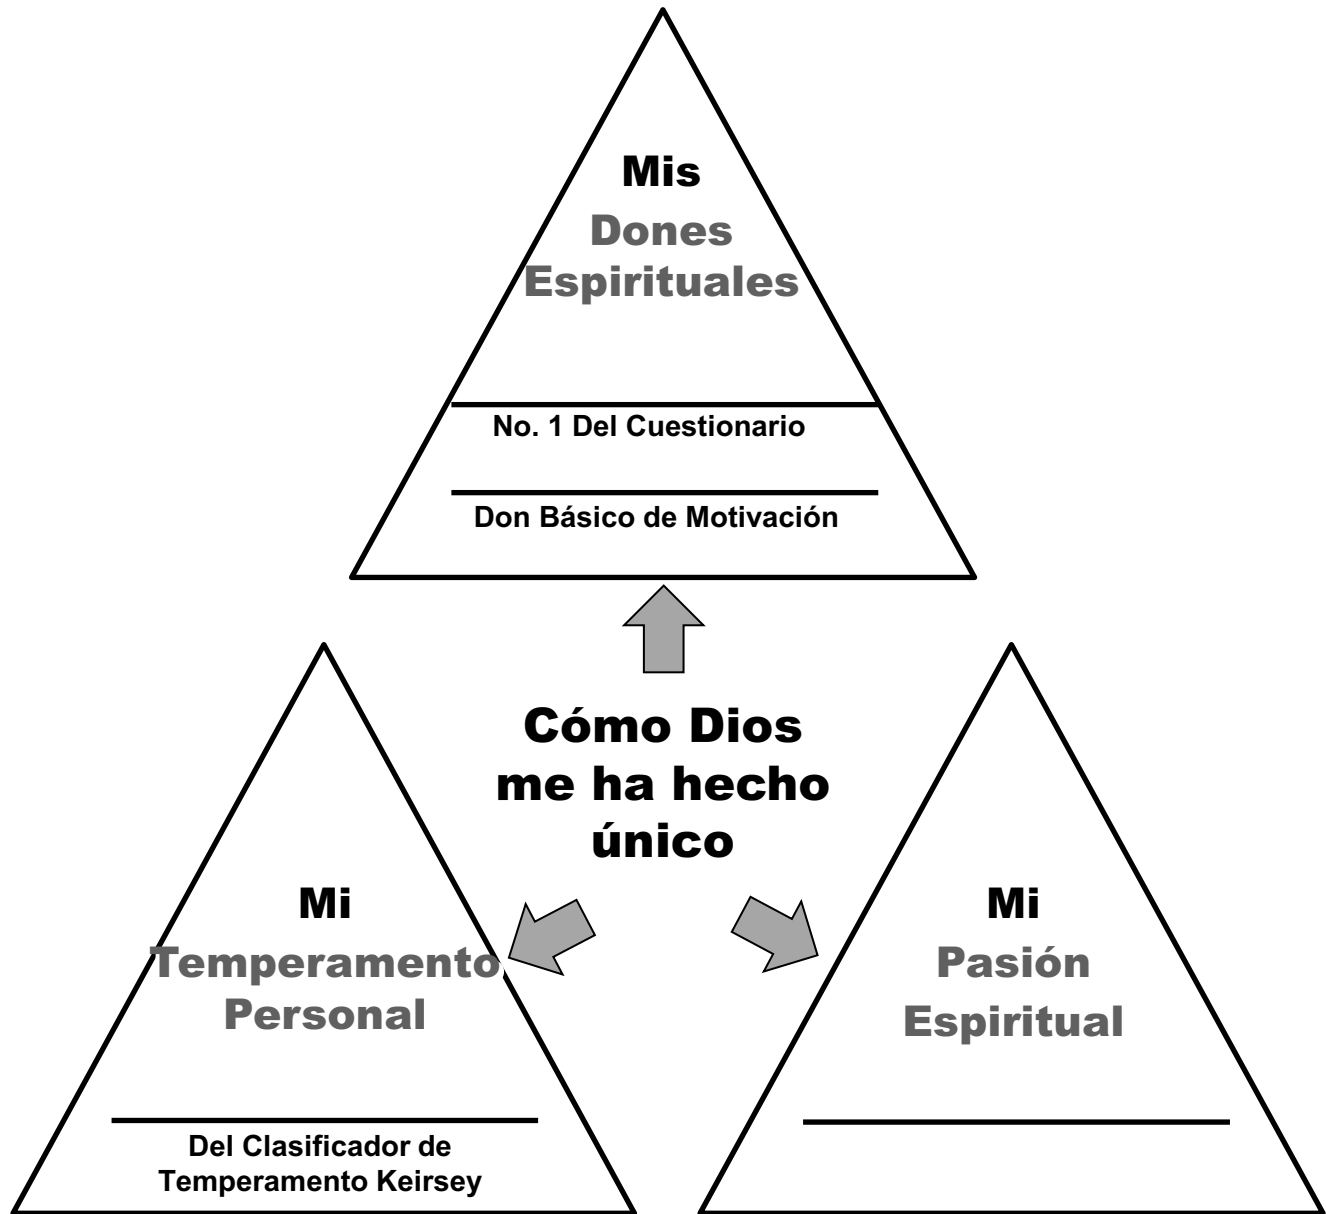 Mis
Dones
Espirituales
No. 1 Del Cuestionario
Don Básico de Motivación
Cómo Dios
me ha hecho
único
Mi
Temperamento
Personal
Del Clasificador de
Temperamento Keirsey
Mi
Pasión
Espiritual